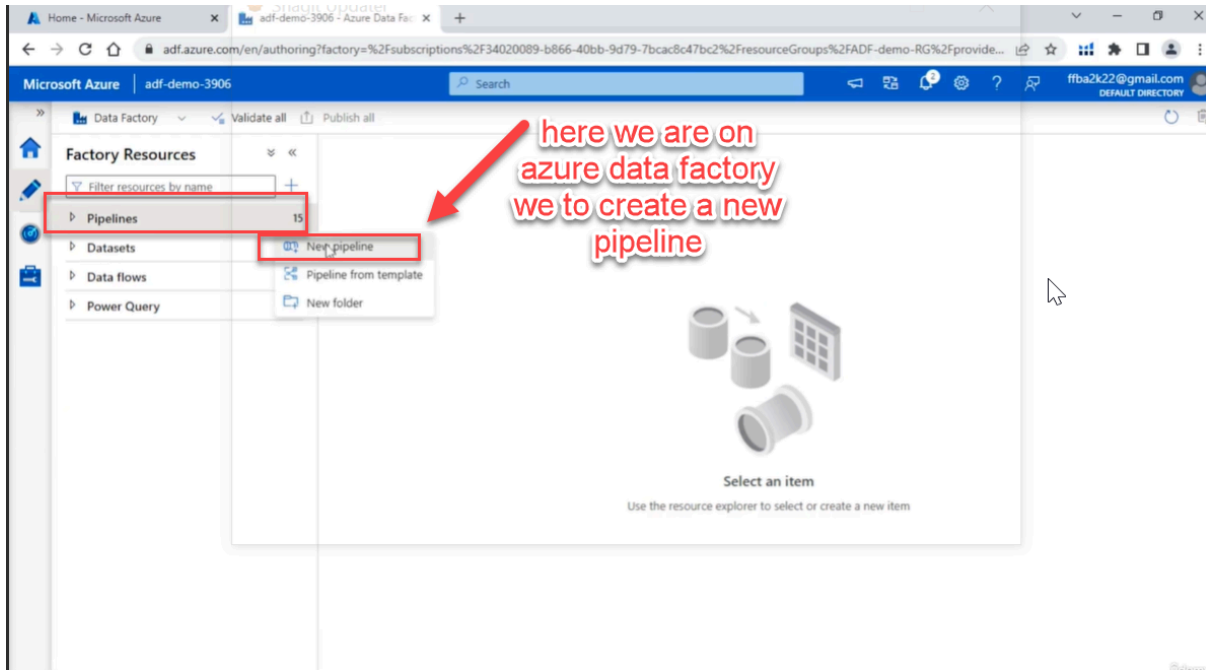 Snagit Updater
Home - Microsoft Azure
adf-demo-3906 - Azure Data Fac
adf.azure.com/en/authoring?factory=%2Fsubscriptions%2F34020089-b866-40bb-9d79-7bcac8c47bc2%2FresourceGroups%2FADF-demo-RG%2Fprovide...
Microsoft Azure
adf-demo-3906
Search
2
ffba2k22@gmail.com
DEFAULT DIRECTORY
Data Factory
Validate all
Publish all
Factory Resources
Filter resources by name
Pipelines
15
Datasets
Data flows
Power Query
New pipeline
Pipeline from template
New folder
here we are on
azure data factory
we to create a new
pipeline
Select an item
Use the resource explorer to select or create a new item